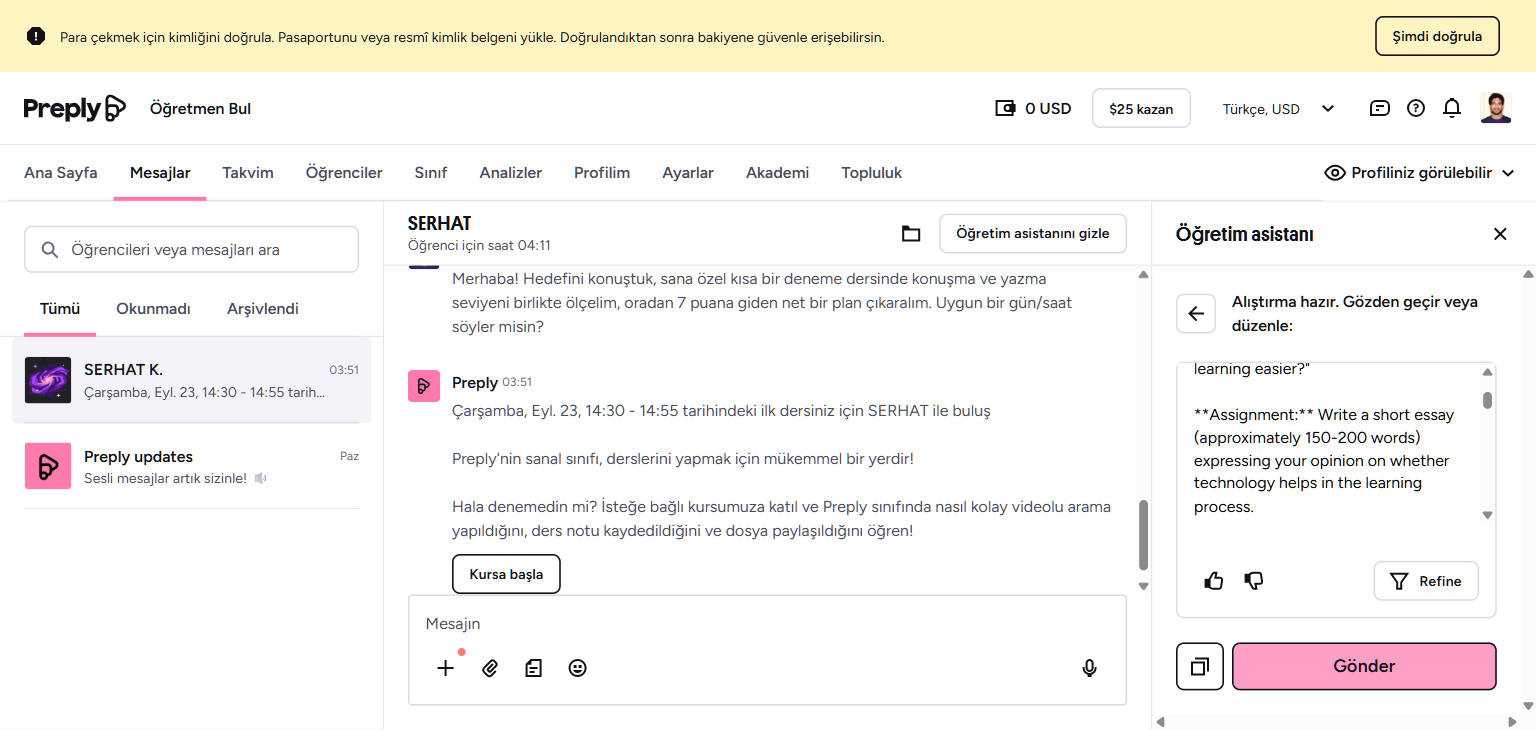 Para çekmek için kimliğini doğrula. Pasaportunu veya resmî kimlik belgeni yükle. Doğrulandıktan sonra bakiyene güvenle erişebilirsin.
Şimdi doğrula
Preply
Öğretmen Bul
0 USD
$25 kazan
Türkçe, USD
Ana Sayfa
Mesajlar
Takvim
Öğrenciler
Sınıf
Analizler
Profilim
Ayarlar
Akademi
Topluluk
Profiliniz görülebilir
Öğrencileri veya mesajları ara
Tümü
Okunmadı
Arşivlendi
SERHAT K.
03:51
Çarşamba, Eyl. 23, 14:30 - 14:55 tarih...
Preply updates
Paz
Sesli mesajlar artık sizinle!
SERHAT
Öğrenci için saat 04:11
Öğretim asistanını gizle
Merhaba! Hedefini konuştuk, sana özel kısa bir deneme dersinde konuşma ve yazma
seviyeni birlikte ölçelim, oradan 7 puana giden net bir plan çıkaralım. Uygun bir gün/saat
söyler misin?
Preply 03:51
Çarşamba, Eyl. 23, 14:30 - 14:55 tarihindeki ilk dersiniz için SERHAT ile buluş
Preply'nin sanal sınıfı, derslerini yapmak için mükemmel bir yerdir!
Hala denemedin mi? İsteğe bağlı kursumuza katıl ve Preply sınıfında nasıl kolay videolu arama
yapıldığını, ders notu kaydedildiğini ve dosya paylaşıldığını öğren!
Kursa başla
Mesajın
Öğretim asistanı
Alıştırma hazır. Gözden geçir veya
düzenle:
learning easier?"
**Assignment:** Write a short essay
(approximately 150-200 words)
expressing your opinion on whether
technology helps in the learning
process.
Refine
Gönder